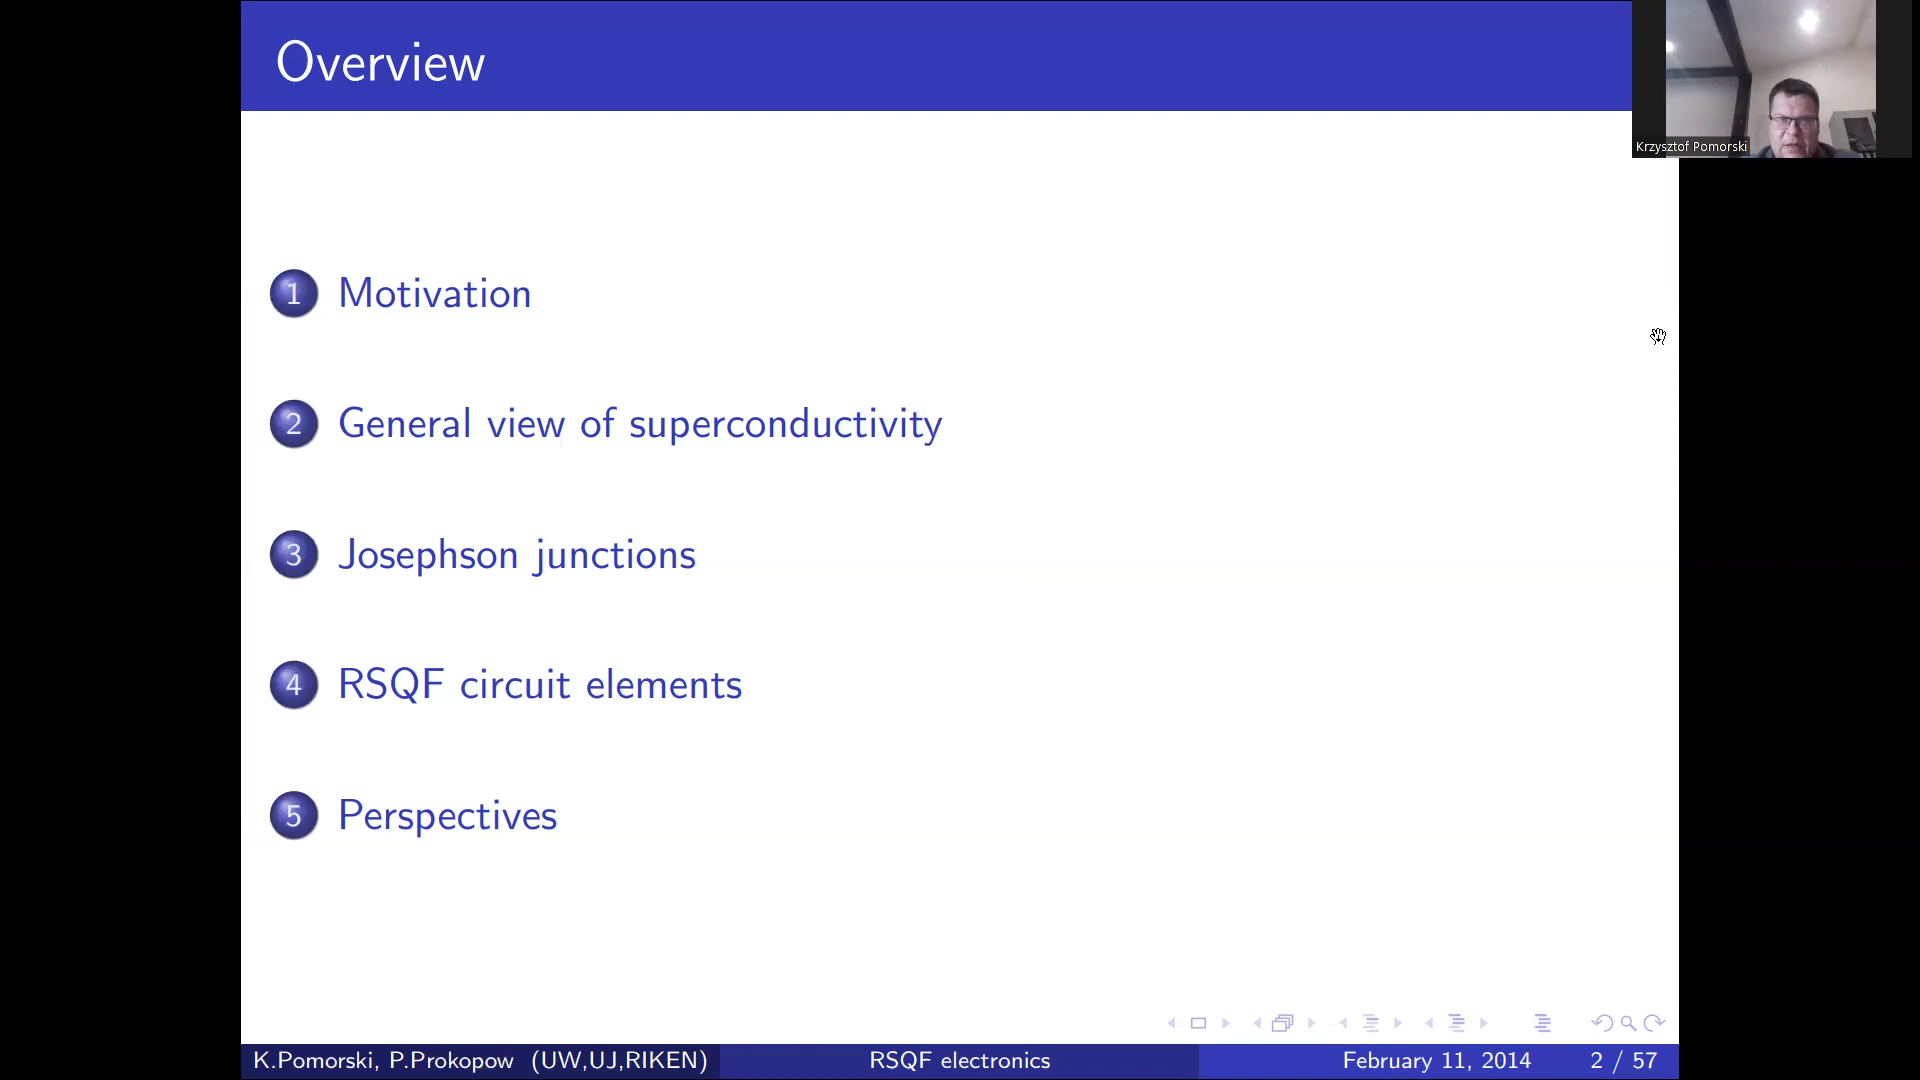 Overview
Krzysztof Pomorski
1 Motivation
2 General view of superconductivity
3 Josephson junctions
4 RSQF circuit elements
5 Perspectives
K.Pomorski, P.Prokopow (UW,UJ,RIKEN) RSQF electronics February 11, 2014 2 / 57